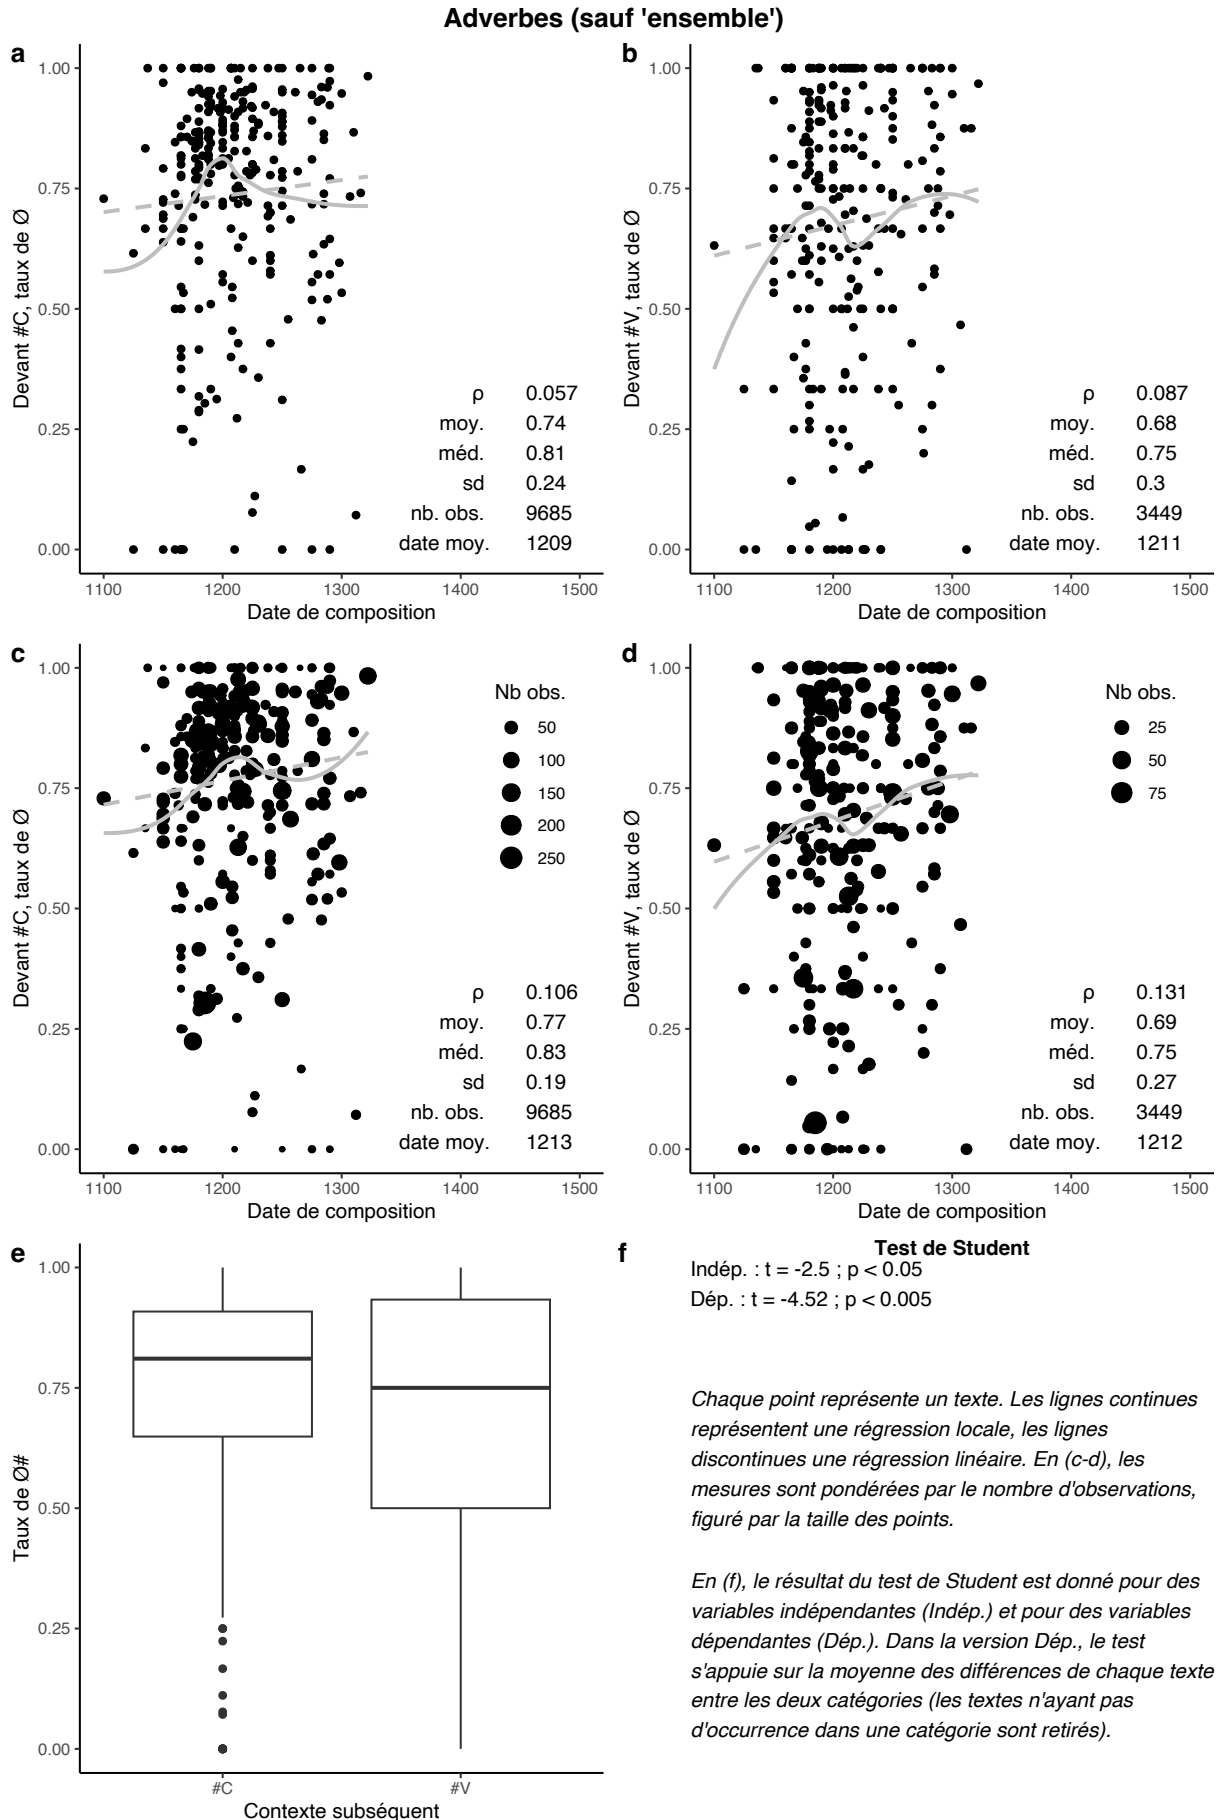 Adverbes (sauf 'ensemble')
a
1.00
0.75
0.50
0.25
0.00
Devant #C, taux de Ø
ρ 0.057
moy. 0.74
méd. 0.81
sd 0.24
nb. obs. 9685
date moy. 1209
1100 1200 1300 1400 1500
Date de composition
b
1.00
0.75
0.50
0.25
0.00
Devant #V, taux de Ø
ρ 0.087
moy. 0.68
méd. 0.75
sd 0.3
nb. obs. 3449
date moy. 1211
1100 1200 1300 1400 1500
Date de composition
c
1.00
0.75
0.50
0.25
0.00
Devant #C, taux de Ø
Nb obs.
50
100
150
200
250
ρ 0.106
moy. 0.77
méd. 0.83
sd 0.19
nb. obs. 9685
date moy. 1213
1100 1200 1300 1400 1500
Date de composition
d
1.00
0.75
0.50
0.25
0.00
Devant #V, taux de Ø
Nb obs.
25
50
75
ρ 0.131
moy. 0.69
méd. 0.75
sd 0.27
nb. obs. 3449
date moy. 1212
1100 1200 1300 1400 1500
Date de composition
e
1.00
0.75
0.50
0.25
0.00
Taux de Ø#
#C #V
Contexte subséquent
f
Test de Student
Indép. : t = -2.5 ; p < 0.05
Dép. : t = -4.52 ; p < 0.005
Chaque point représente un texte. Les lignes continues
représentent une régression locale, les lignes
discontinues une régression linéaire. En (c-d), les
mesures sont pondérées par le nombre d'observations,
figuré par la taille des points.
En (f), le résultat du test de Student est donné pour des
variables indépendantes (Indép.) et pour des variables
dépendantes (Dép.). Dans la version Dép., le test
s'appuie sur la moyenne des différences de chaque texte
entre les deux catégories (les textes n'ayant pas
d'occurrence dans une catégorie sont retirés).